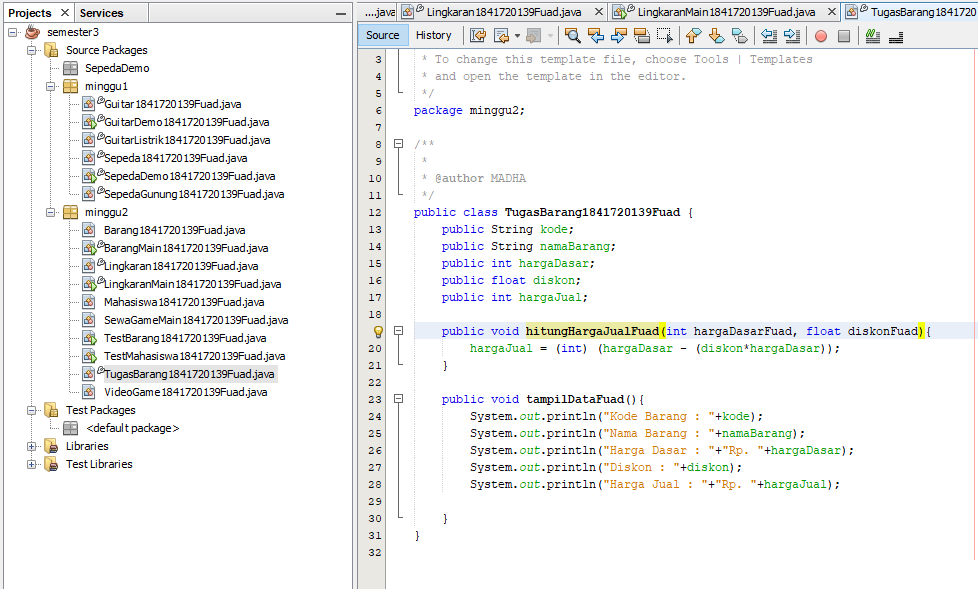 Projects
Services
semester3
Source Packages
SepedaDemo
minggu1
Guitar1841720139Fuad.java
GuitarDemo1841720139Fuad.java
GuitarListrik1841720139Fuad.java
Sepeda1841720139Fuad.java
SepedaDemo1841720139Fuad.java
SepedaGunung1841720139Fuad.java
minggu2
Barang1841720139Fuad.java
BarangMain1841720139Fuad.java
Lingkaran1841720139Fuad.java
LingkaranMain1841720139Fuad.java
Mahasiswa1841720139Fuad.java
SewaGameMain1841720139Fuad.java
TestBarang1841720139Fuad.java
TestMahasiswa1841720139Fuad.java
TugasBarang1841720139Fuad.java
VideoGame1841720139Fuad.java
Test Packages
<default package>
Libraries
Test Libraries
....java
Lingkaran1841720139Fuad.java
LingkaranMain1841720139Fuad.java
TugasBarang1841720
Source
History
3 * To change this template file, choose Tools | Templates
4 * and open the template in the editor.
5 */
6 package minggu2;
7
8 /**
9 *
10 * @author MADHA
11 */
12 public class TugasBarang1841720139Fuad {
13 public String kode;
14 public String namaBarang;
15 public int hargaDasar;
16 public float diskon;
17 public int hargaJual;
18
public void hitungHargaJualFuad(int hargaDasarFuad, float diskonFuad){
20 hargaJual = (int) (hargaDasar - (diskon*hargaDasar));
21 }
22
23 public void tampilDataFuad(){
24 System.out.println("Kode Barang : "+kode);
25 System.out.println("Nama Barang : "+namaBarang);
26 System.out.println("Harga Dasar : "+"Rp. "+hargaDasar);
27 System.out.println("Diskon : "+diskon);
28 System.out.println("Harga Jual : "+"Rp. "+hargaJual);
29
30 }
31 }
32